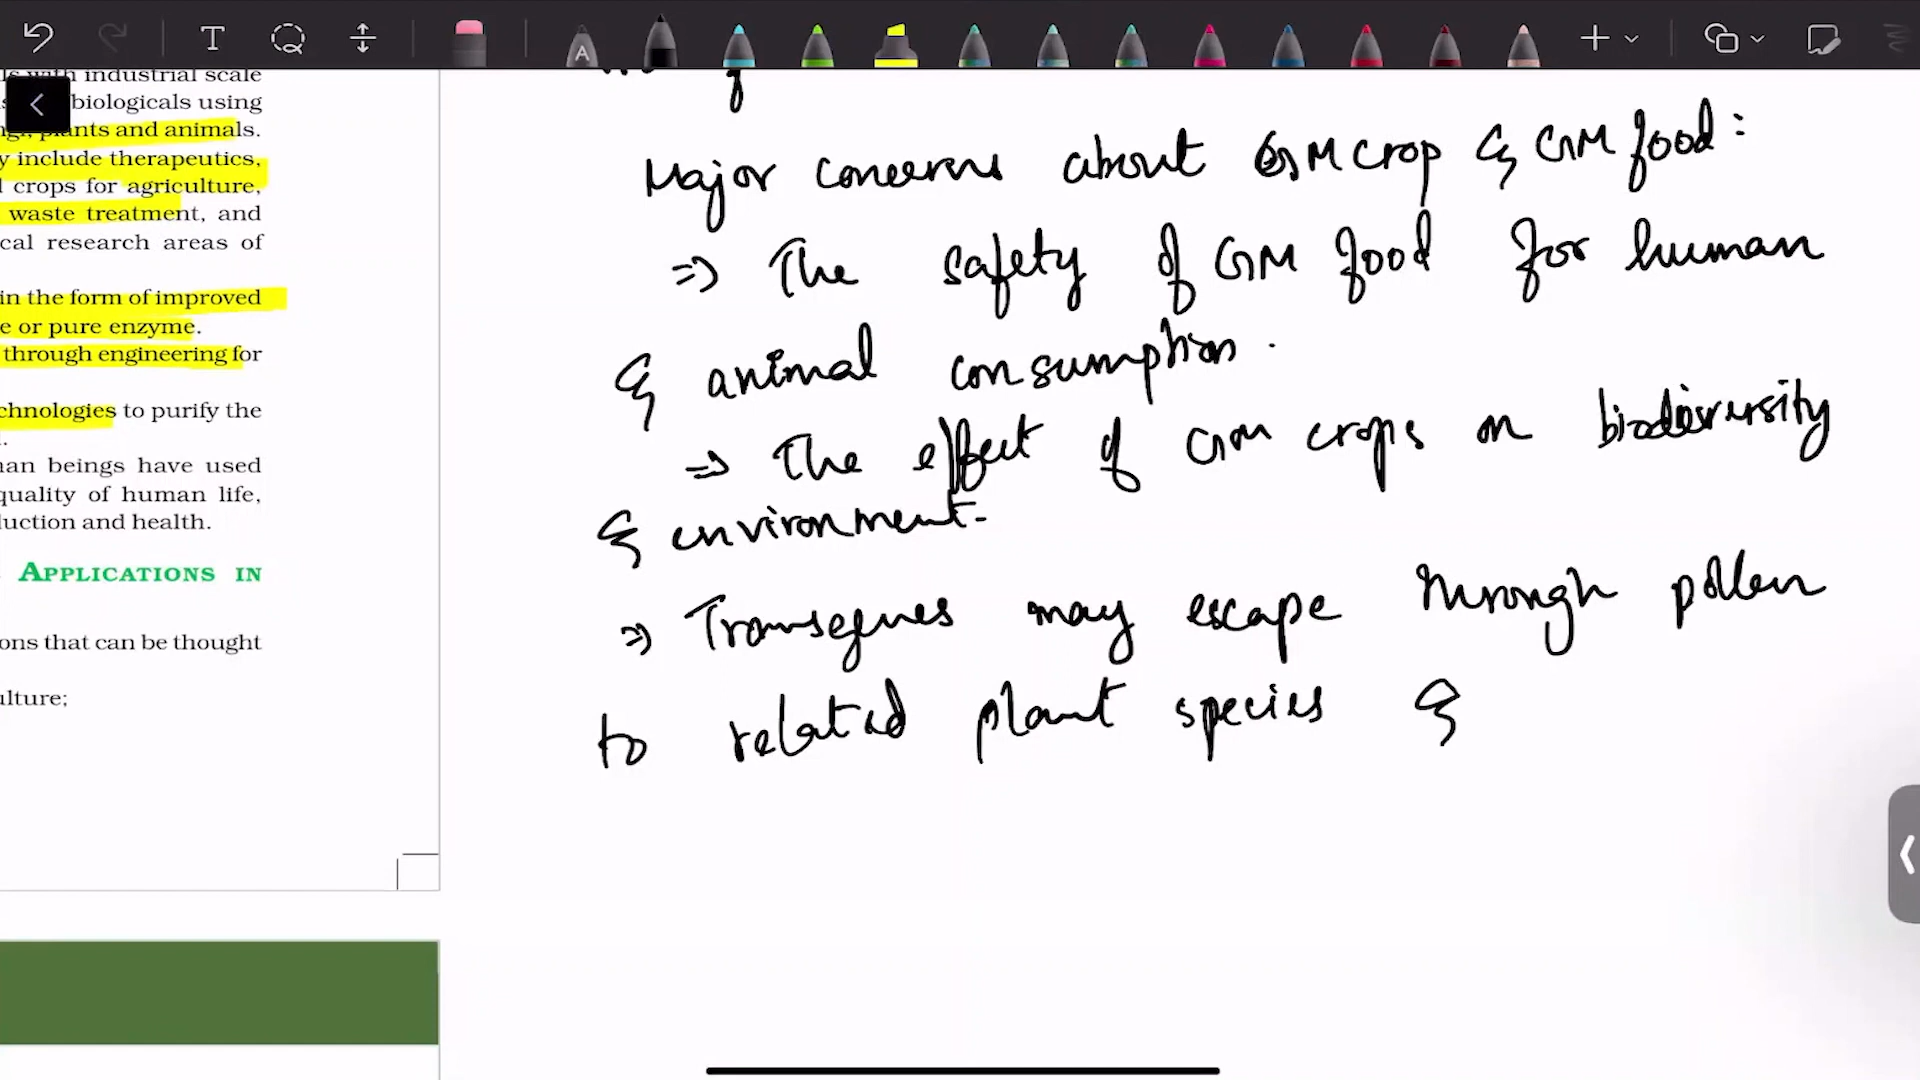 with industrial scale
biologicals using
plants and animals.
y include therapeutics,
l crops for agriculture,
waste treatment, and
cal research areas of
in the form of improved
e or pure enzyme.
through engineering for
chnologies to purify the
an beings have used
quality of human life,
luction and health.
APPLICATIONS IN
ons that can be thought
ulture;
Major concerns about GM crop & GM food:
=> The safety of GM food for human
& animal consumption.
=> The effect of GM crops on biodiversity
& environment-
=> Transgenes may escape through pollen
to related plant species &